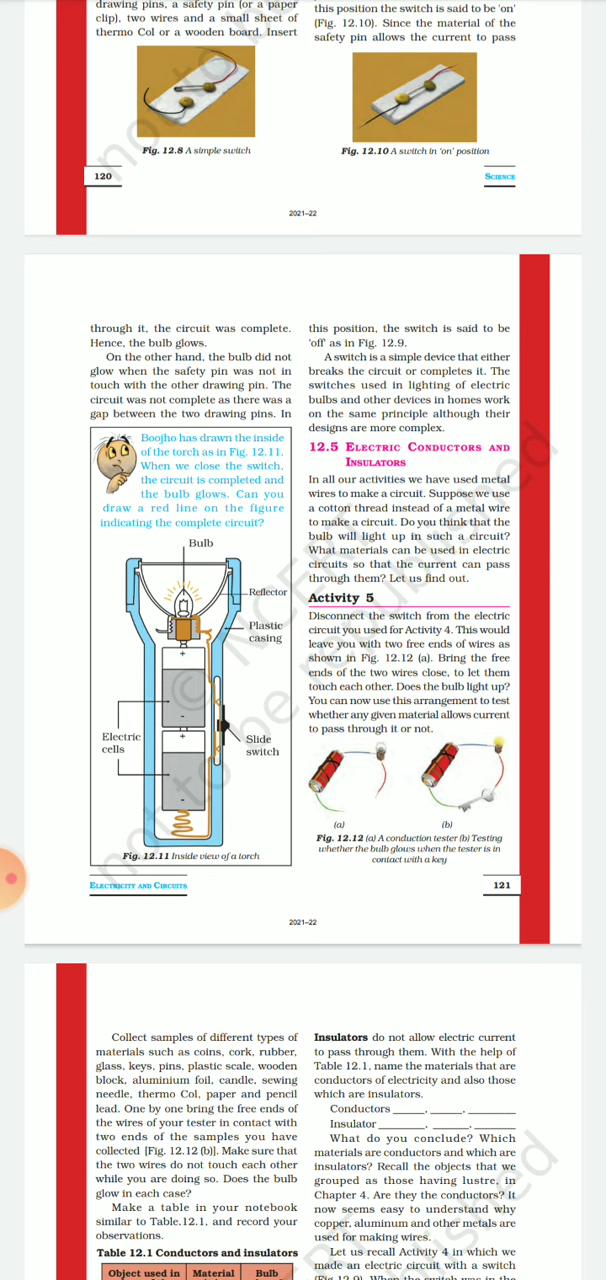 drawing pins, a safety pin (or a paper
clip), two wires and a small sheet of
thermo Col or a wooden board. Insert
Fig. 12.8 A simple switch
this position the switch is said to be 'on'
(Fig. 12.10). Since the material of the
safety pin allows the current to pass
Fig. 12.10 A switch in 'on' position
120
SCIENCE
2021–22
through it, the circuit was complete.
Hence, the bulb glows.
On the other hand, the bulb did not
glow when the safety pin was not in
touch with the other drawing pin. The
circuit was not complete as there was a
gap between the two drawing pins. In
Boojho has drawn the inside
of the torch as in Fig. 12.11.
When we close the switch,
the circuit is completed and
the bulb glows. Can you
draw a red line on the figure
indicating the complete circuit?
Bulb
Reflector
Plastic
casing
+
-
+
-
Electric
cells
Slide
switch
Fig. 12.11 Inside view of a torch
this position, the switch is said to be
'off' as in Fig. 12.9.
A switch is a simple device that either
breaks the circuit or completes it. The
switches used in lighting of electric
bulbs and other devices in homes work
on the same principle although their
designs are more complex.
12.5 ELECTRIC CONDUCTORS AND
INSULATORS
In all our activities we have used metal
wires to make a circuit. Suppose we use
a cotton thread instead of a metal wire
to make a circuit. Do you think that the
bulb will light up in such a circuit?
What materials can be used in electric
circuits so that the current can pass
through them? Let us find out.
Activity 5
Disconnect the switch from the electric
circuit you used for Activity 4. This would
leave you with two free ends of wires as
shown in Fig. 12.12 (a). Bring the free
ends of the two wires close, to let them
touch each other. Does the bulb light up?
You can now use this arrangement to test
whether any given material allows current
to pass through it or not.
(a)
(b)
Fig. 12.12 (a) A conduction tester (b) Testing
whether the bulb glows when the tester is in
contact with a key
ELECTRICITY AND CIRCUITS
121
2021–22
© NCERT
not to be republished
Collect samples of different types of
materials such as coins, cork, rubber,
glass, keys, pins, plastic scale, wooden
block, aluminium foil, candle, sewing
needle, thermo Col, paper and pencil
lead. One by one bring the free ends of
the wires of your tester in contact with
two ends of the samples you have
collected [Fig. 12.12 (b)]. Make sure that
the two wires do not touch each other
while you are doing so. Does the bulb
glow in each case?
Make a table in your notebook
similar to Table.12.1, and record your
observations.
Table 12.1 Conductors and insulators
Object used in
Material
Bulb
Insulators do not allow electric current
to pass through them. With the help of
Table 12.1, name the materials that are
conductors of electricity and also those
which are insulators.
Conductors ______, ______, ________
Insulator ________, ______, ________
What do you conclude? Which
materials are conductors and which are
insulators? Recall the objects that we
grouped as those having lustre, in
Chapter 4. Are they the conductors? It
now seems easy to understand why
copper, aluminum and other metals are
used for making wires.
Let us recall Activity 4 in which we
made an electric circuit with a switch